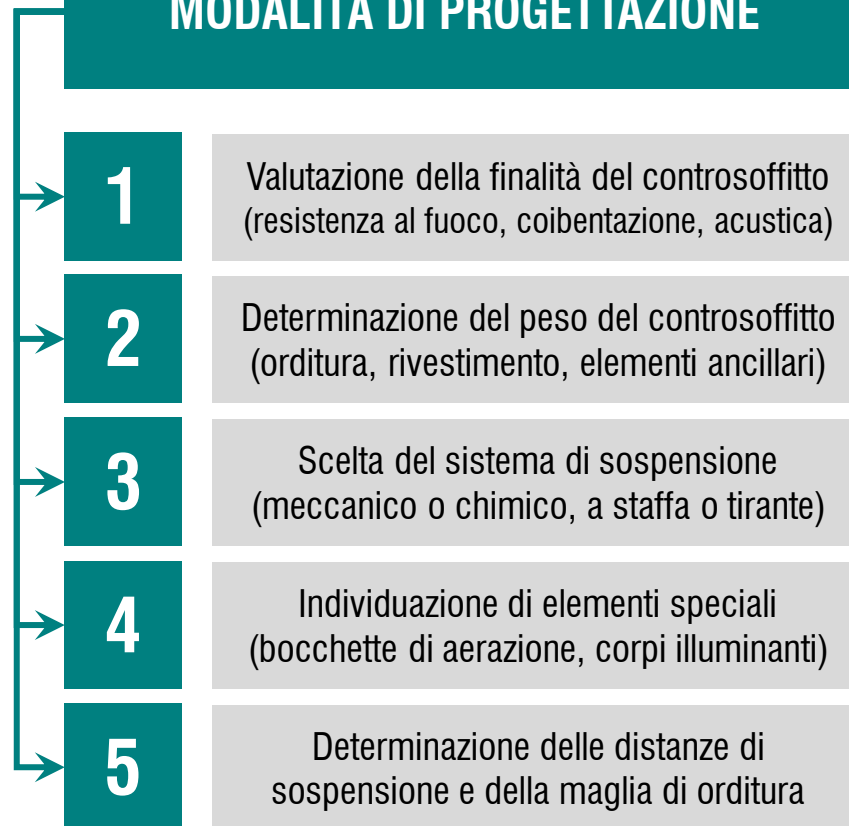 MODALITÀ DI PROGETTAZIONE
1
Valutazione della finalità del controsoffitto
(resistenza al fuoco, coibentazione, acustica)
2
Determinazione del peso del controsoffitto
(orditura, rivestimento, elementi ancillari)
3
Scelta del sistema di sospensione
(meccanico o chimico, a staffa o tirante)
4
Individuazione di elementi speciali
(bocchette di aerazione, corpi illuminanti)
5
Determinazione delle distanze di
sospensione e della maglia di orditura